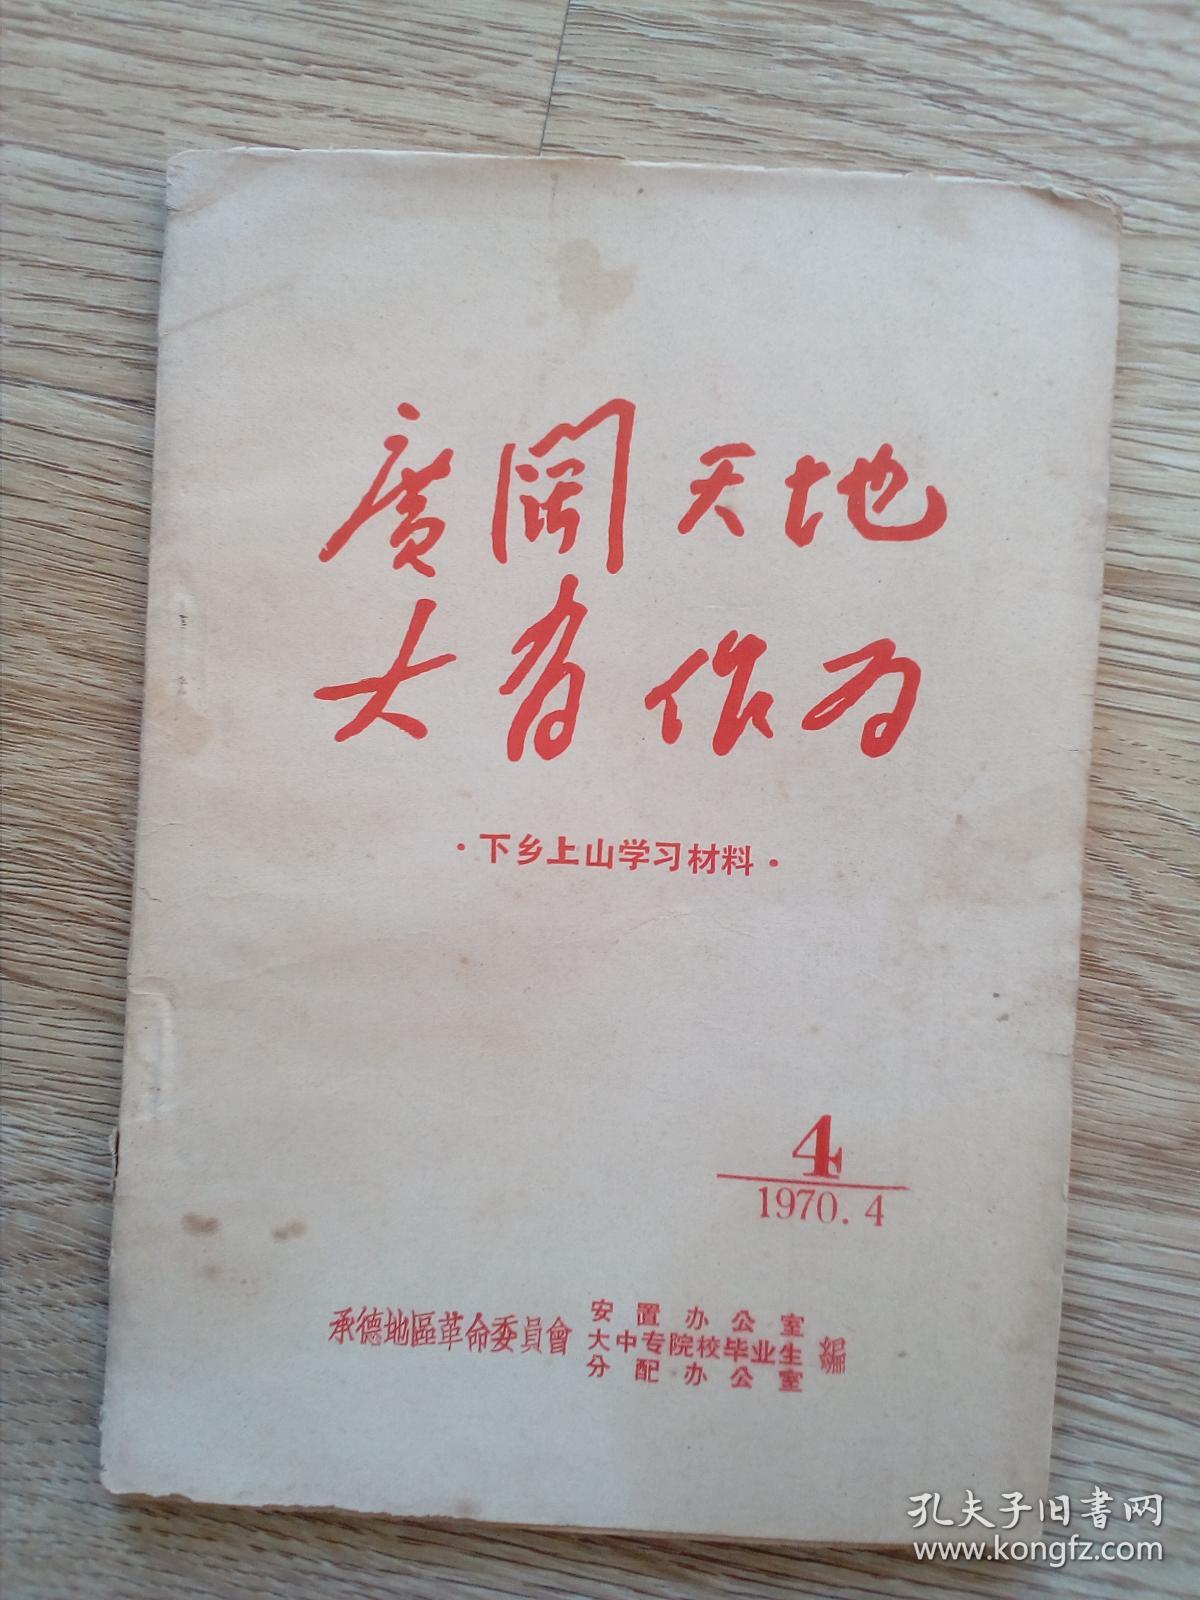 廣闊天地
大有作为
·下乡上山学习材料·
4
1970.4
承德地區革命委員會
安置办公室
大中专院校毕业生
分配办公室
编
孔夫子旧书网
www.kongfz.com